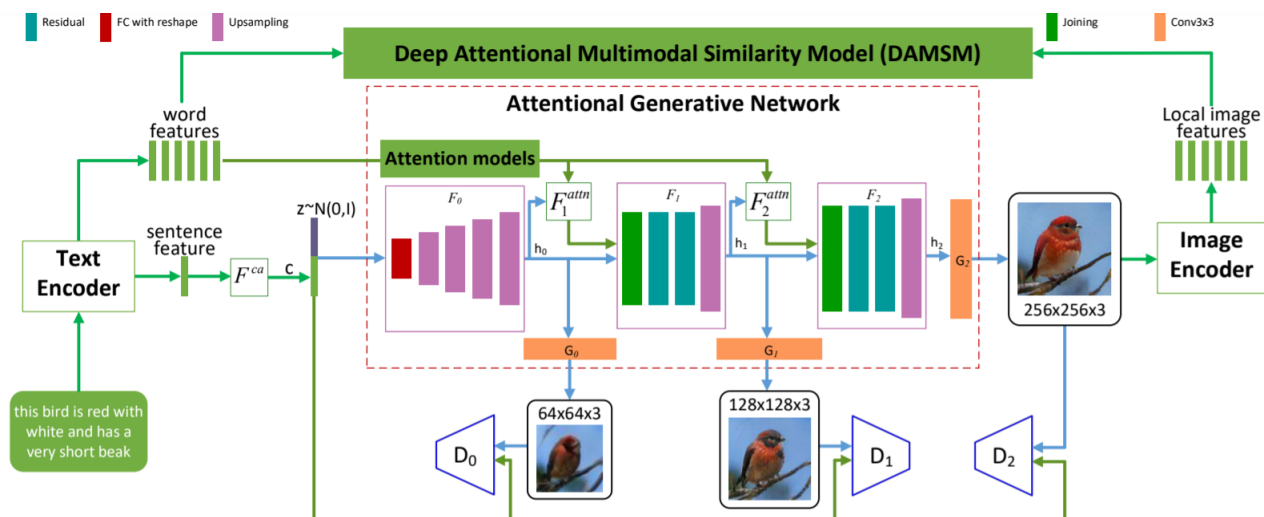 Residual
FC with reshape
Upsampling
Joining
Conv3x3
Deep Attentional Multimodal Similarity Model (DAMSM)
Attentional Generative Network
word
features
Local image
features
Attention models
z~N(0,I)
F₀
F₁ᵃᵗᵗⁿ
F₁
F₂ᵃᵗᵗⁿ
F₂
sentence
feature
Text
Encoder
Fᶜᵃ
c
h₀
h₁
h₂
G₂
Image
Encoder
256x256x3
G₀
G₁
this bird is red with
white and has a
very short beak
64x64x3
128x128x3
D₀
D₁
D₂